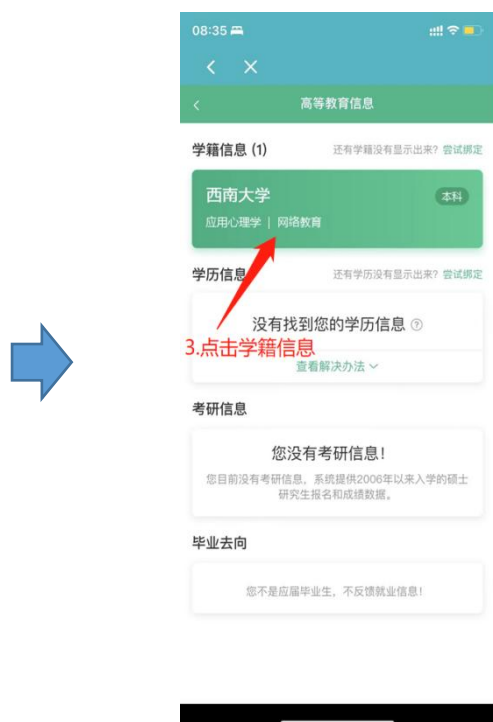 08:35
高等教育信息
学籍信息 (1) 还有学籍没有显示出来？尝试绑定
西南大学 本科
应用心理学 | 网络教育
学历信息 还有学历没有显示出来？尝试绑定
没有找到您的学历信息
3.点击学籍信息
查看解决办法
考研信息
您没有考研信息！
您目前没有考研信息，系统提供2006年以来入学的硕士
研究生报名和成绩数据。
毕业去向
您不是应届毕业生，不反馈就业信息！